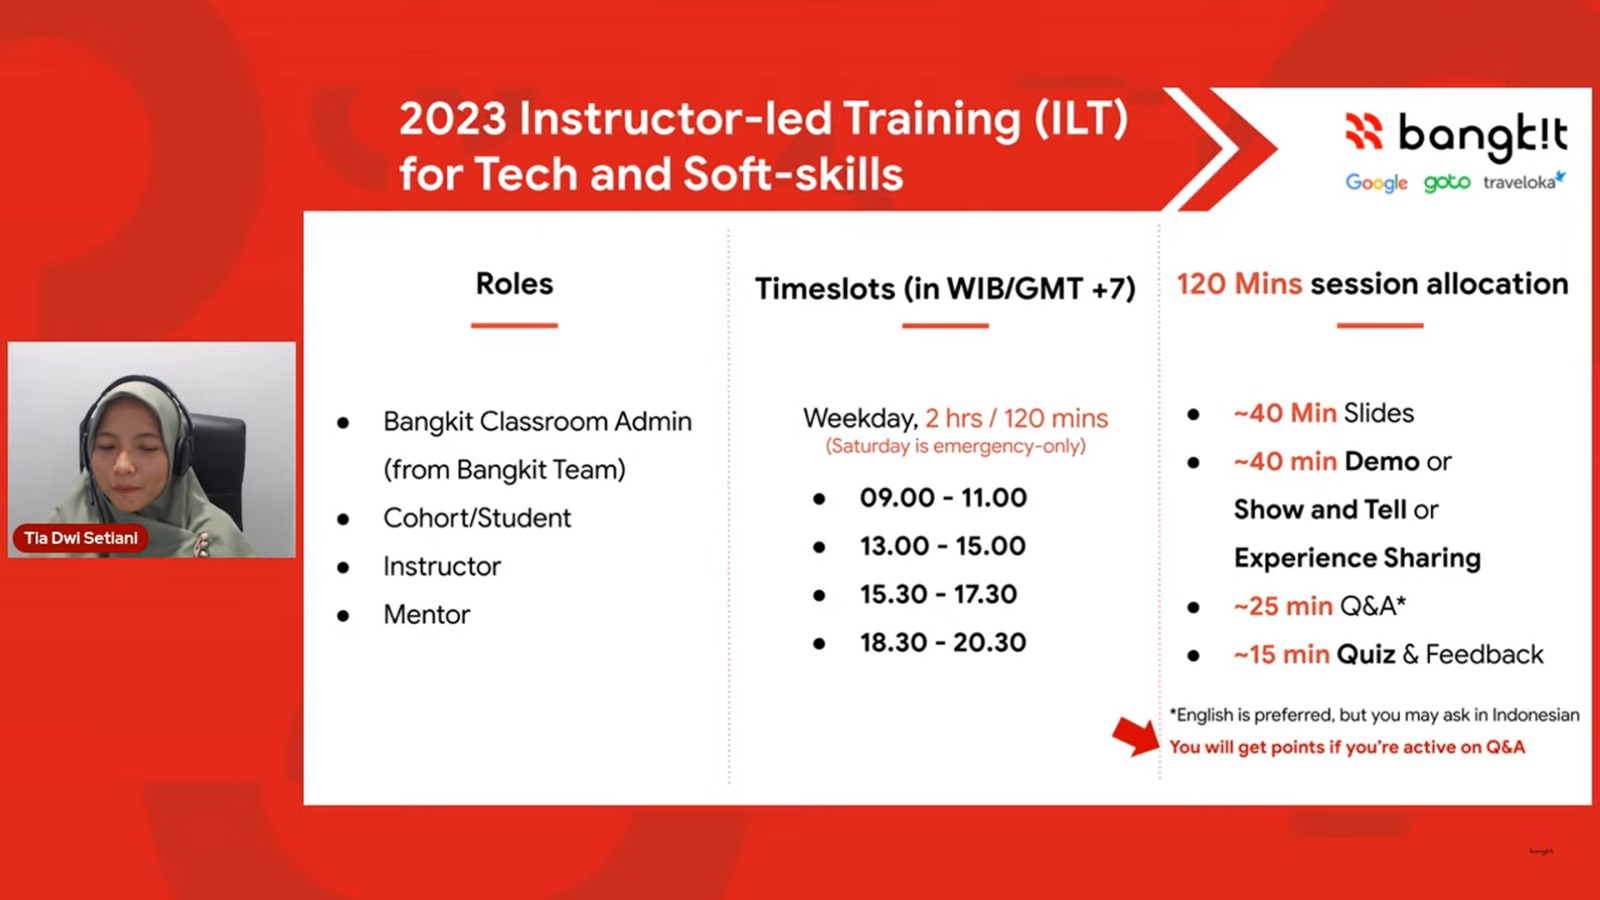 2023 Instructor-led Training (ILT)
for Tech and Soft-skills
bangk!t
Google goto traveloka
Roles
Bangkit Classroom Admin
(from Bangkit Team)
Cohort/Student
Instructor
Mentor
Timeslots (in WIB/GMT +7)
Weekday, 2 hrs / 120 mins
(Saturday is emergency-only)
09.00 - 11.00
13.00 - 15.00
15.30 - 17.30
18.30 - 20.30
120 Mins session allocation
~40 Min Slides
~40 min Demo or
Show and Tell or
Experience Sharing
~25 min Q&A*
~15 min Quiz & Feedback
*English is preferred, but you may ask in Indonesian
You will get points if you're active on Q&A
Tia Dwi Setiani
bangk!t